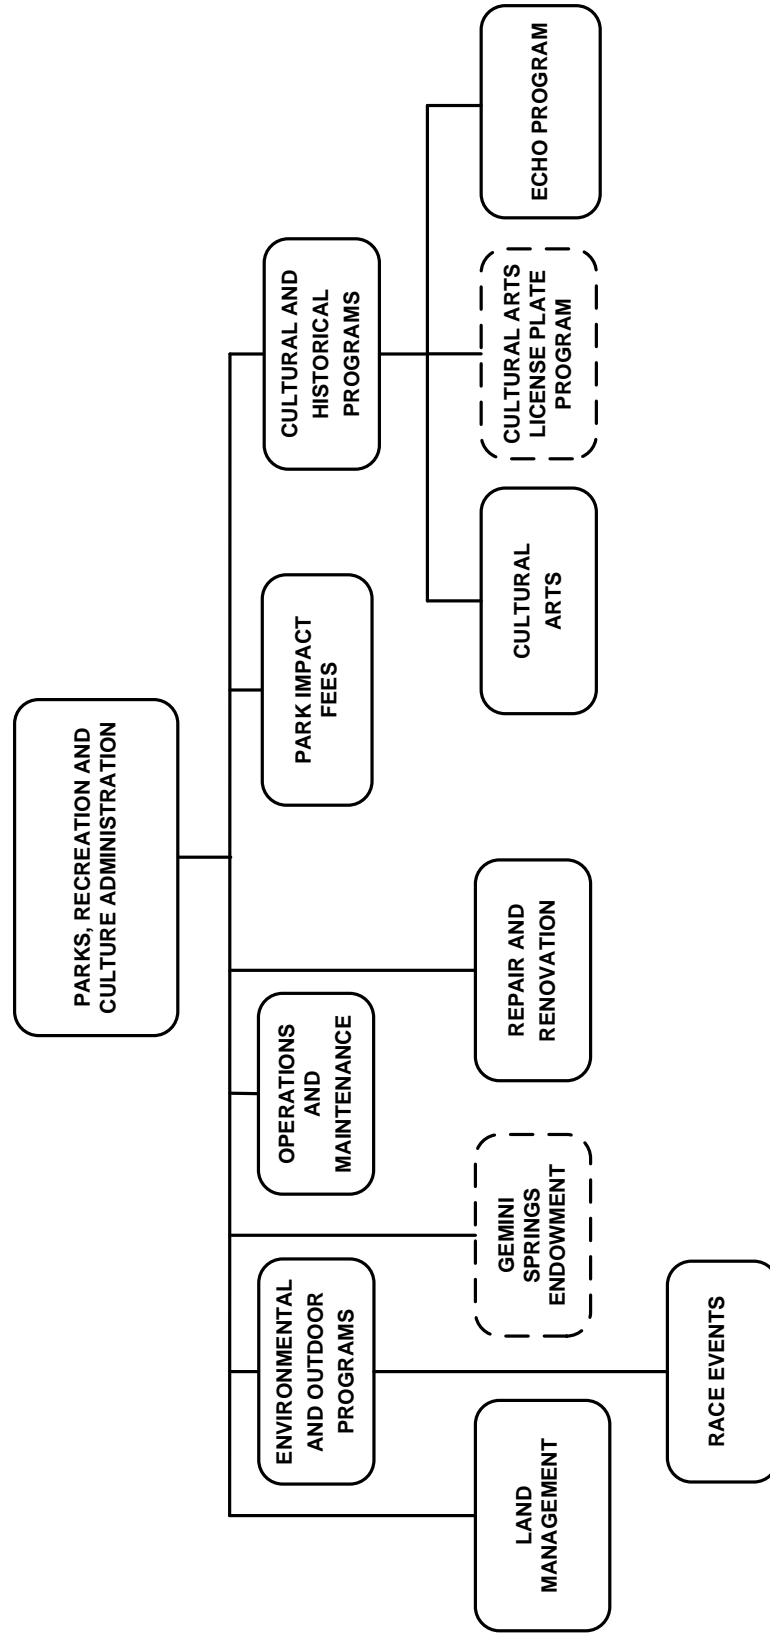 PARKS, RECREATION AND
CULTURE ADMINISTRATION
ENVIRONMENTAL
AND OUTDOOR
PROGRAMS
OPERATIONS
AND
MAINTENANCE
PARK IMPACT
FEES
CULTURAL AND
HISTORICAL
PROGRAMS
LAND
MANAGEMENT
GEMINI
SPRINGS
ENDOWMENT
REPAIR AND
RENOVATION
CULTURAL
ARTS
CULTURAL ARTS
LICENSE PLATE
PROGRAM
ECHO PROGRAM
RACE EVENTS